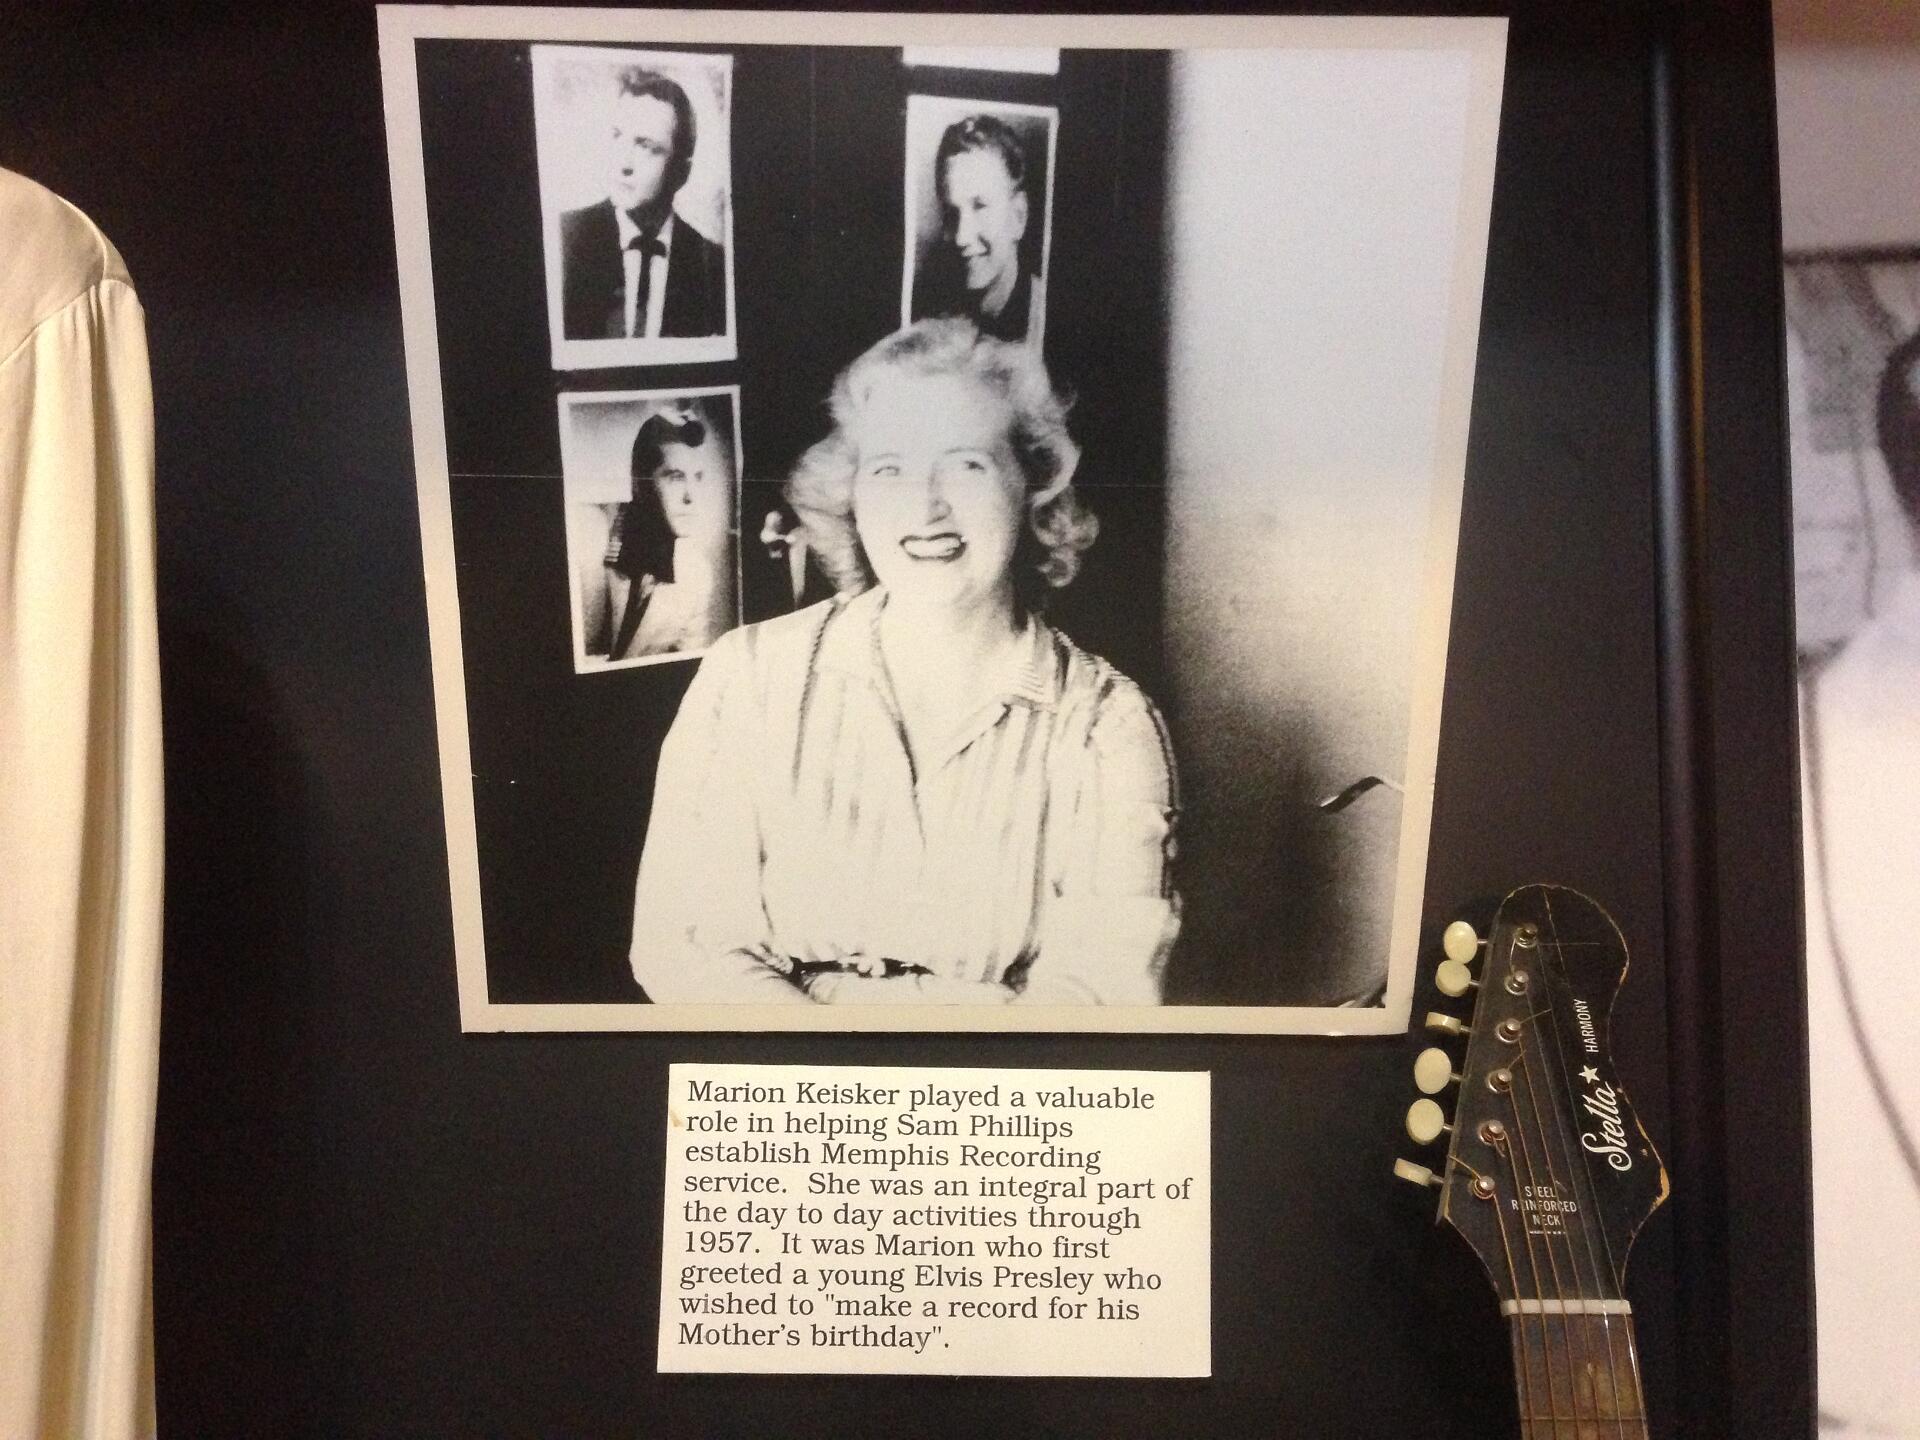 Marion Keisker played a valuable
role in helping Sam Phillips
establish Memphis Recording
service.  She was an integral part of
the day to day activities through
1957.  It was Marion who first
greeted a young Elvis Presley who
wished to "make a record for his
Mother's birthday".
HARMONY
Stella
STEEL
REINFORCED
NECK